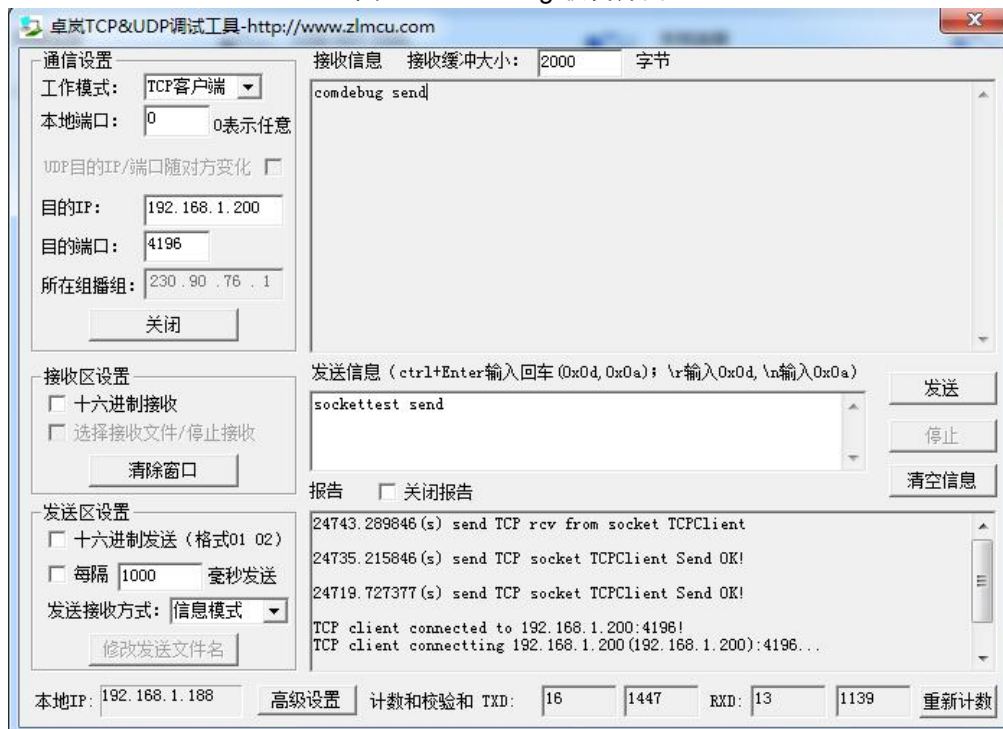 卓岚TCP&UDP调试工具-http://www.zlmcu.com
通信设置
工作模式： TCP客户端
本地端口： 0 0表示任意
UDP目的IP/端口随对方变化
目的IP： 192.168.1.200
目的端口： 4196
所在组播组： 230 . 90 . 76 . 1
关闭
接收信息 接收缓冲大小： 2000 字节
comdebug send
接收区设置
十六进制接收
选择接收文件/停止接收
清除窗口
发送信息（ctrl+Enter输入回车(0x0d,0x0a)；\r输入0x0d,\n输入0x0a）
sockettest send
发送
停止
清空信息
发送区设置
十六进制发送（格式01 02）
每隔 1000 毫秒发送
发送接收方式： 信息模式
修改发送文件名
报告 关闭报告
24743.289846(s) send TCP rcv from socket TCPClient
24735.215846(s) send TCP socket TCPClient Send OK!
24719.727377(s) send TCP socket TCPClient Send OK!
TCP client connected to 192.168.1.200:4196!
TCP client connectting 192.168.1.200(192.168.1.200):4196...
本地IP: 192.168.1.188 高级设置 计数和校验和 TXD: 16 1447 RXD: 13 1139 重新计数